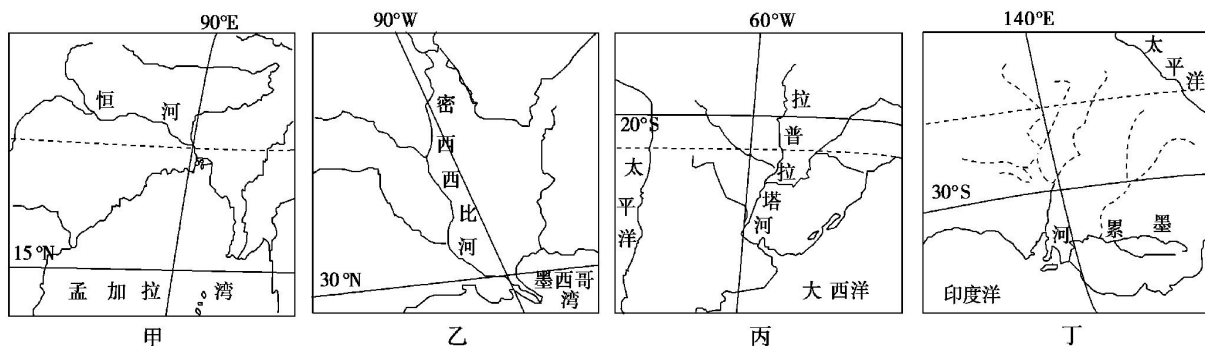 90°E
恒河
15°N
孟加拉湾
甲
90°W
密西西比河
30°N
墨西哥湾
乙
60°W
拉普拉塔河
20°S
太平洋
大西洋
丙
140°E
太平洋
30°S
河累墨
印度洋
丁